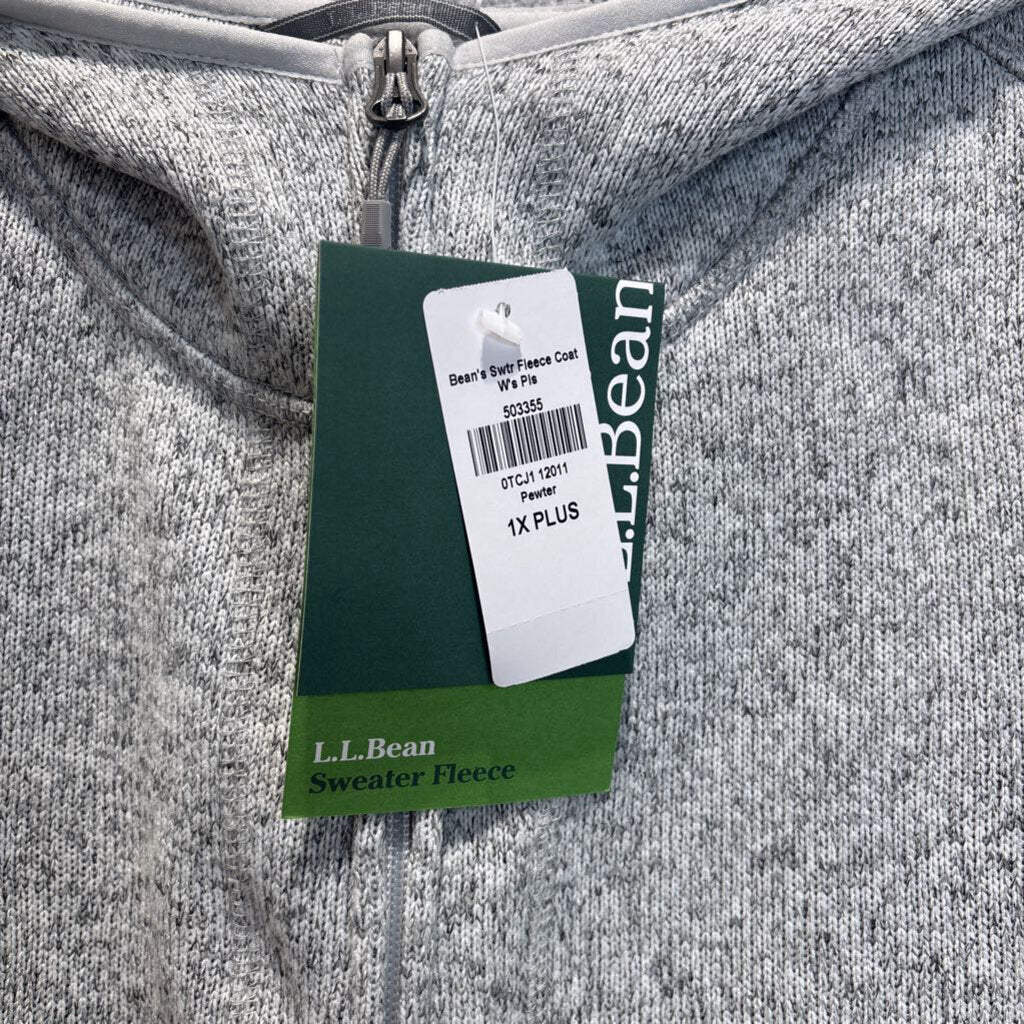 Bean's Swtr Fleece Coat
W's Pls
503355
0TCJ1 12011
Pewter
1X PLUS
L.L.Bean
L.L.Bean
Sweater Fleece